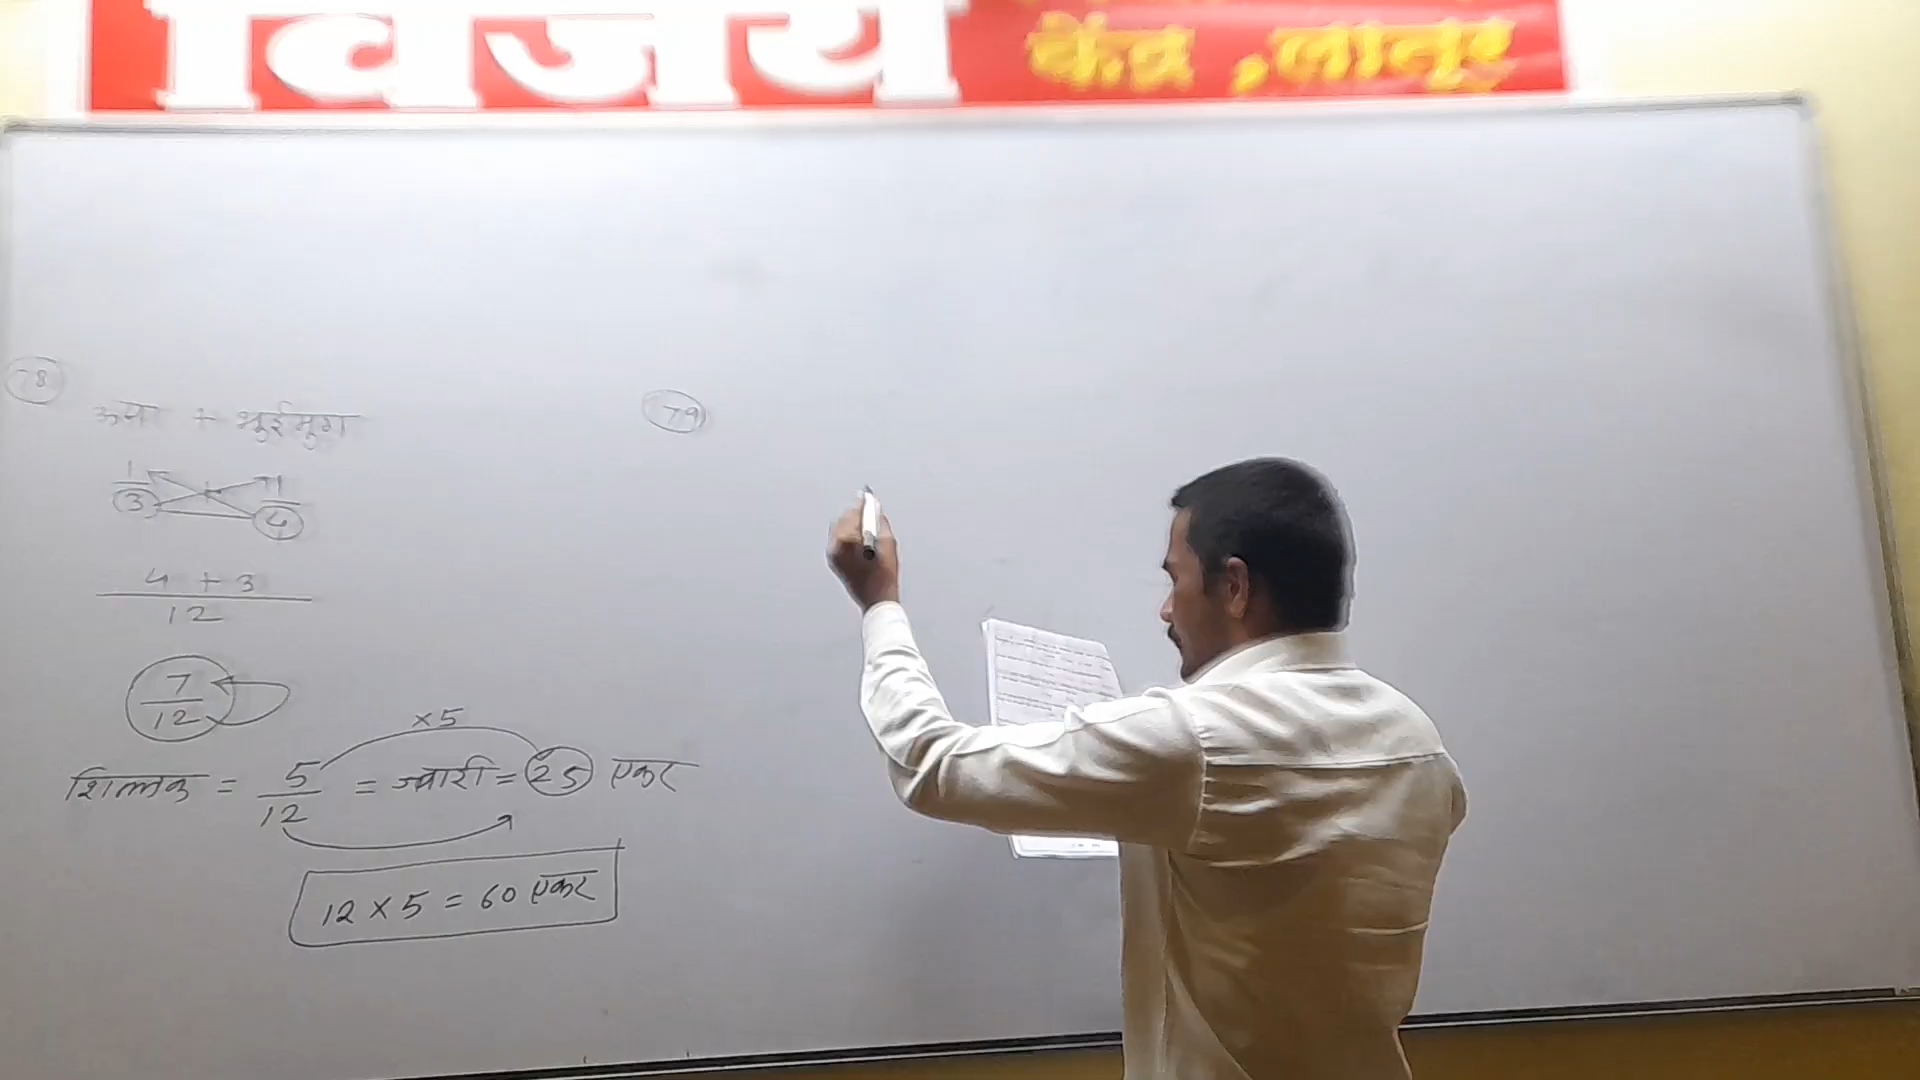 विजय
केंद्र, लातूर
78
ऊस + भुईमुग
1 1
3 4
4 + 3
12
7
12
×5
शिल्लक = 5 = ज्वारी = 25 एकर
12
12 × 5 = 60 एकर
79